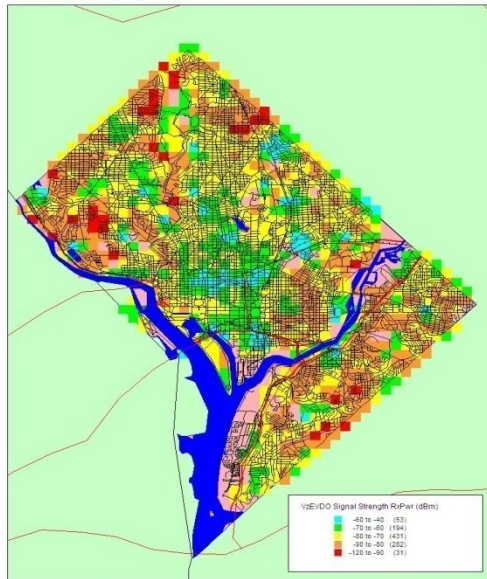 VzEVDO Signal Strength RxPwr (dBm)
-60 to -40 (53)
-70 to -60 (194)
-80 to -70 (431)
-90 to -80 (282)
-120 to -90 (31)